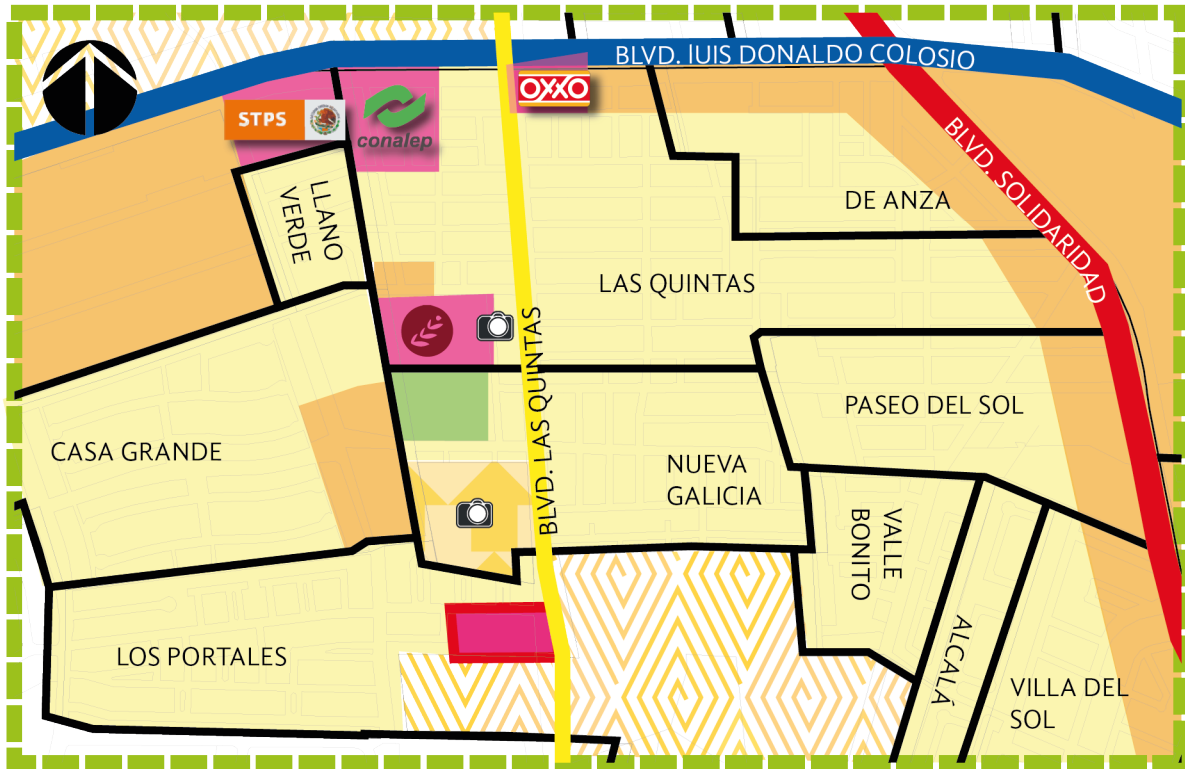 BLVD. lUIS DONALDO COLOSIO
OXXO
STPS
conalep
BLVD. SOLIDARIDAD
LLANO
VERDE
DE ANZA
LAS QUINTAS
BLVD. LAS QUINTAS
PASEO DEL SOL
CASA GRANDE
NUEVA
GALICIA
VALLE
BONITO
ALCALÁ
LOS PORTALES
VILLA DEL
SOL